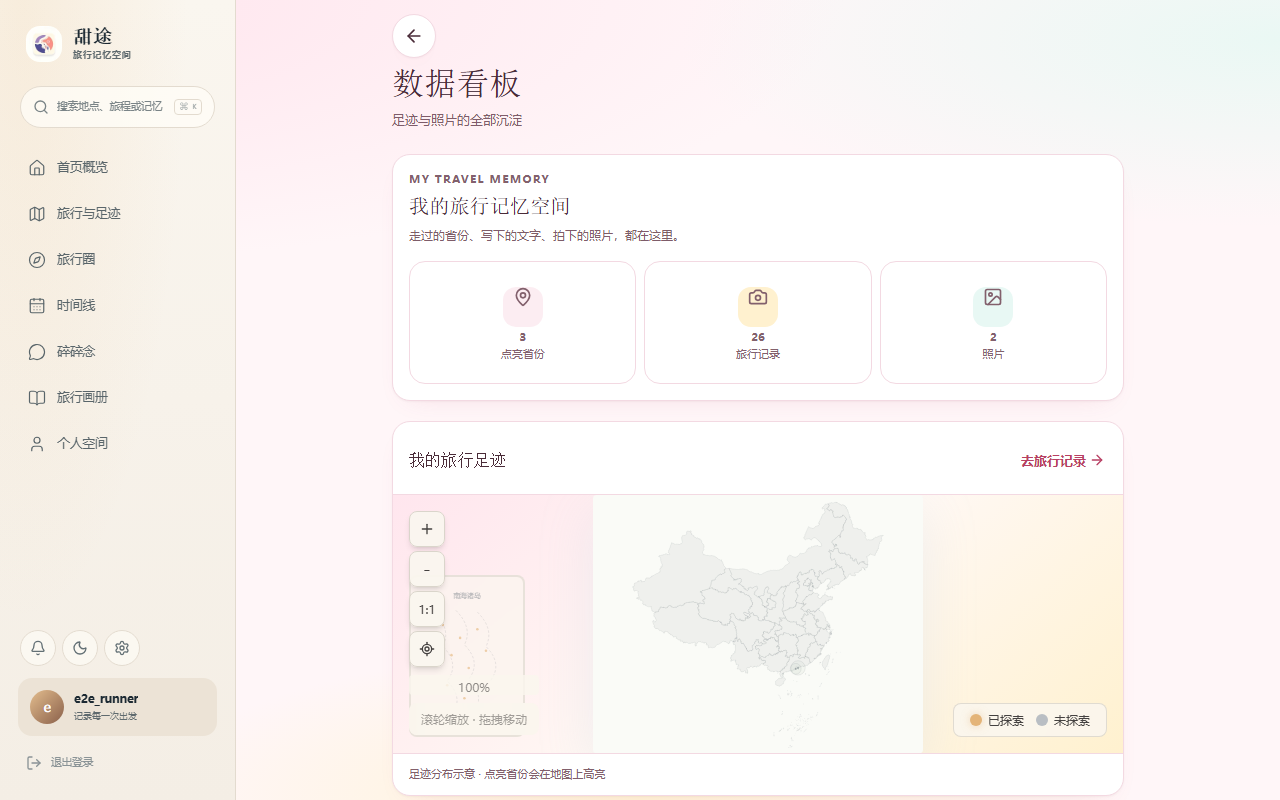 甜途
旅行记忆空间
搜索地点、旅程或记忆 ⌘ K
首页概览
旅行与足迹
旅行圈
时间线
碎碎念
旅行画册
个人空间
e
e2e_runner
记录每一次出发
退出登录
数据看板
足迹与照片的全部沉淀
MY TRAVEL MEMORY
我的旅行记忆空间
走过的省份、写下的文字、拍下的照片，都在这里。
3
点亮省份
26
旅行记录
2
照片
我的旅行足迹
去旅行记录 →
+
-
1:1
南海诸岛
100%
滚轮缩放 · 拖拽移动
已探索 未探索
足迹分布示意 · 点亮省份会在地图上高亮